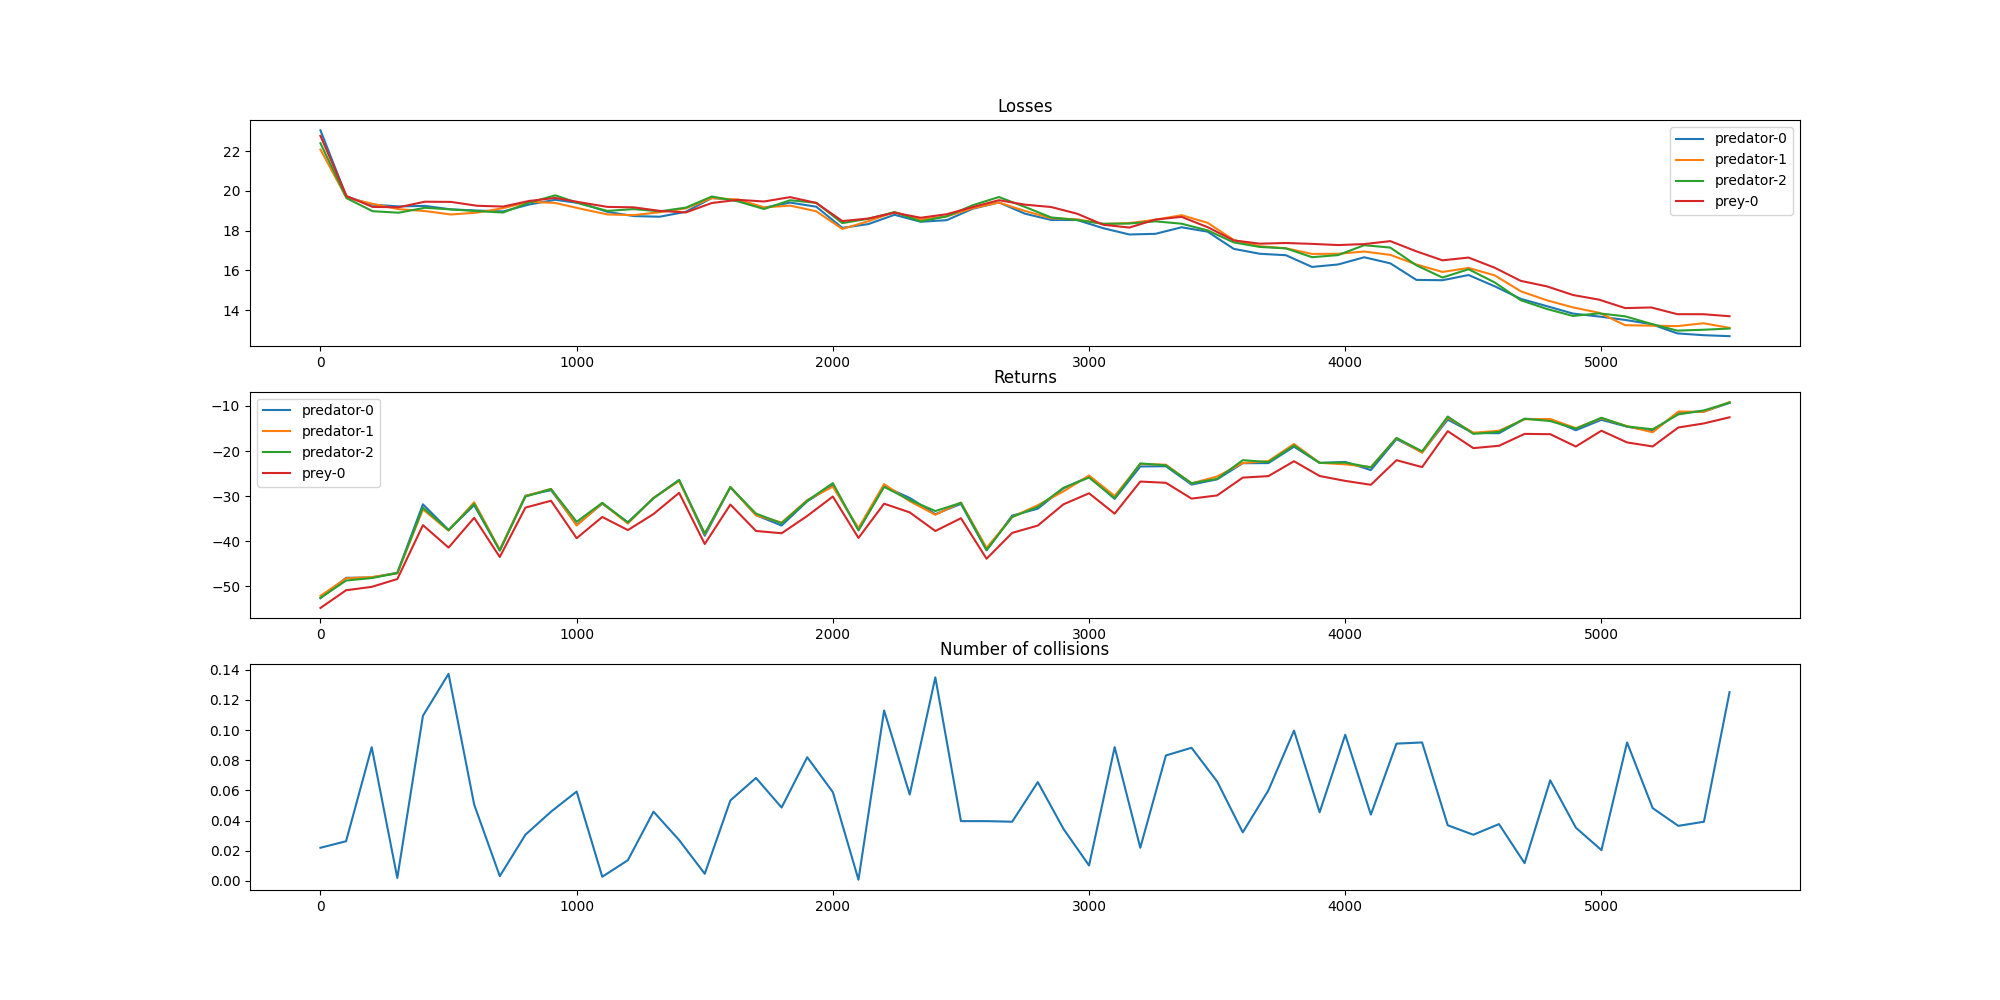 Losses
22
20
18
16
14
predator-0
predator-1
predator-2
prey-0
0 1000 2000 3000 4000 5000
Returns
−10
−20
−30
−40
−50
predator-0
predator-1
predator-2
prey-0
0 1000 2000 3000 4000 5000
Number of collisions
0.14
0.12
0.10
0.08
0.06
0.04
0.02
0.00
0 1000 2000 3000 4000 5000